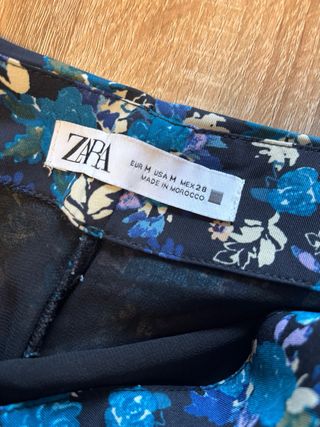 ZARA
EUR M USA M MEX 28
MADE IN MOROCCO